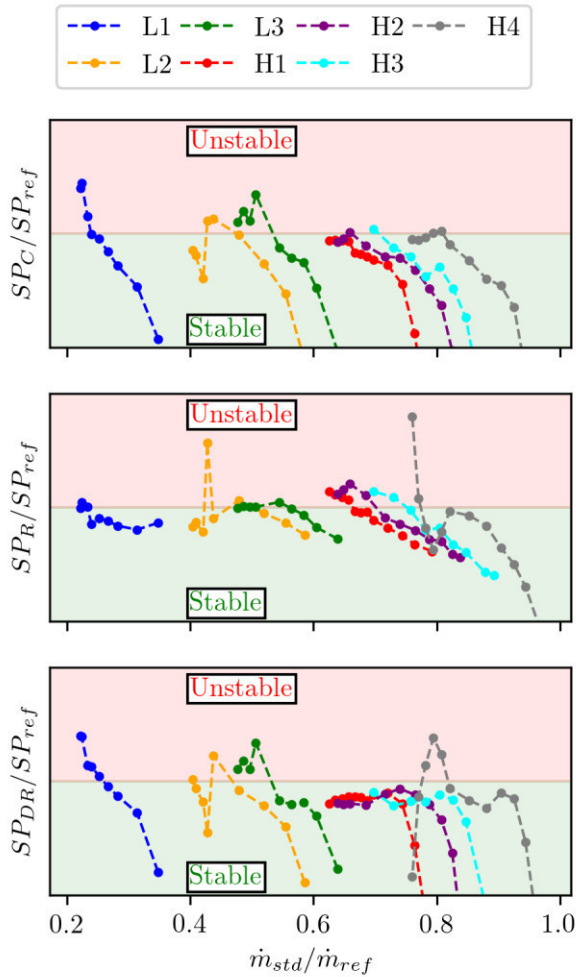 L1 L3 H2 H4
L2 H1 H3
Unstable
SP_C/SP_ref
Stable
Unstable
SP_R/SP_ref
Stable
Unstable
SP_DR/SP_ref
Stable
0.2 0.4 0.6 0.8 1.0
ṁ_std/ṁ_ref